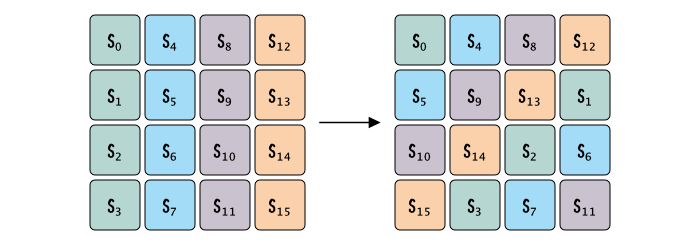 S₀ S₄ S₈ S₁₂ S₀ S₄ S₈ S₁₂
S₁ S₅ S₉ S₁₃ S₅ S₉ S₁₃ S₁
S₂ S₆ S₁₀ S₁₄ S₁₀ S₁₄ S₂ S₆
S₃ S₇ S₁₁ S₁₅ S₁₅ S₃ S₇ S₁₁